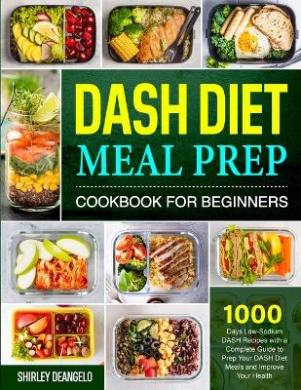 DASH DIET
MEAL PREP
COOKBOOK FOR BEGINNERS
1000
Days Low-Sodium
DASH Recipes with a
Complete Guide to
Prep Your DASH Diet
Meals and Improve
Your Health
SHIRLEY DEANGELO